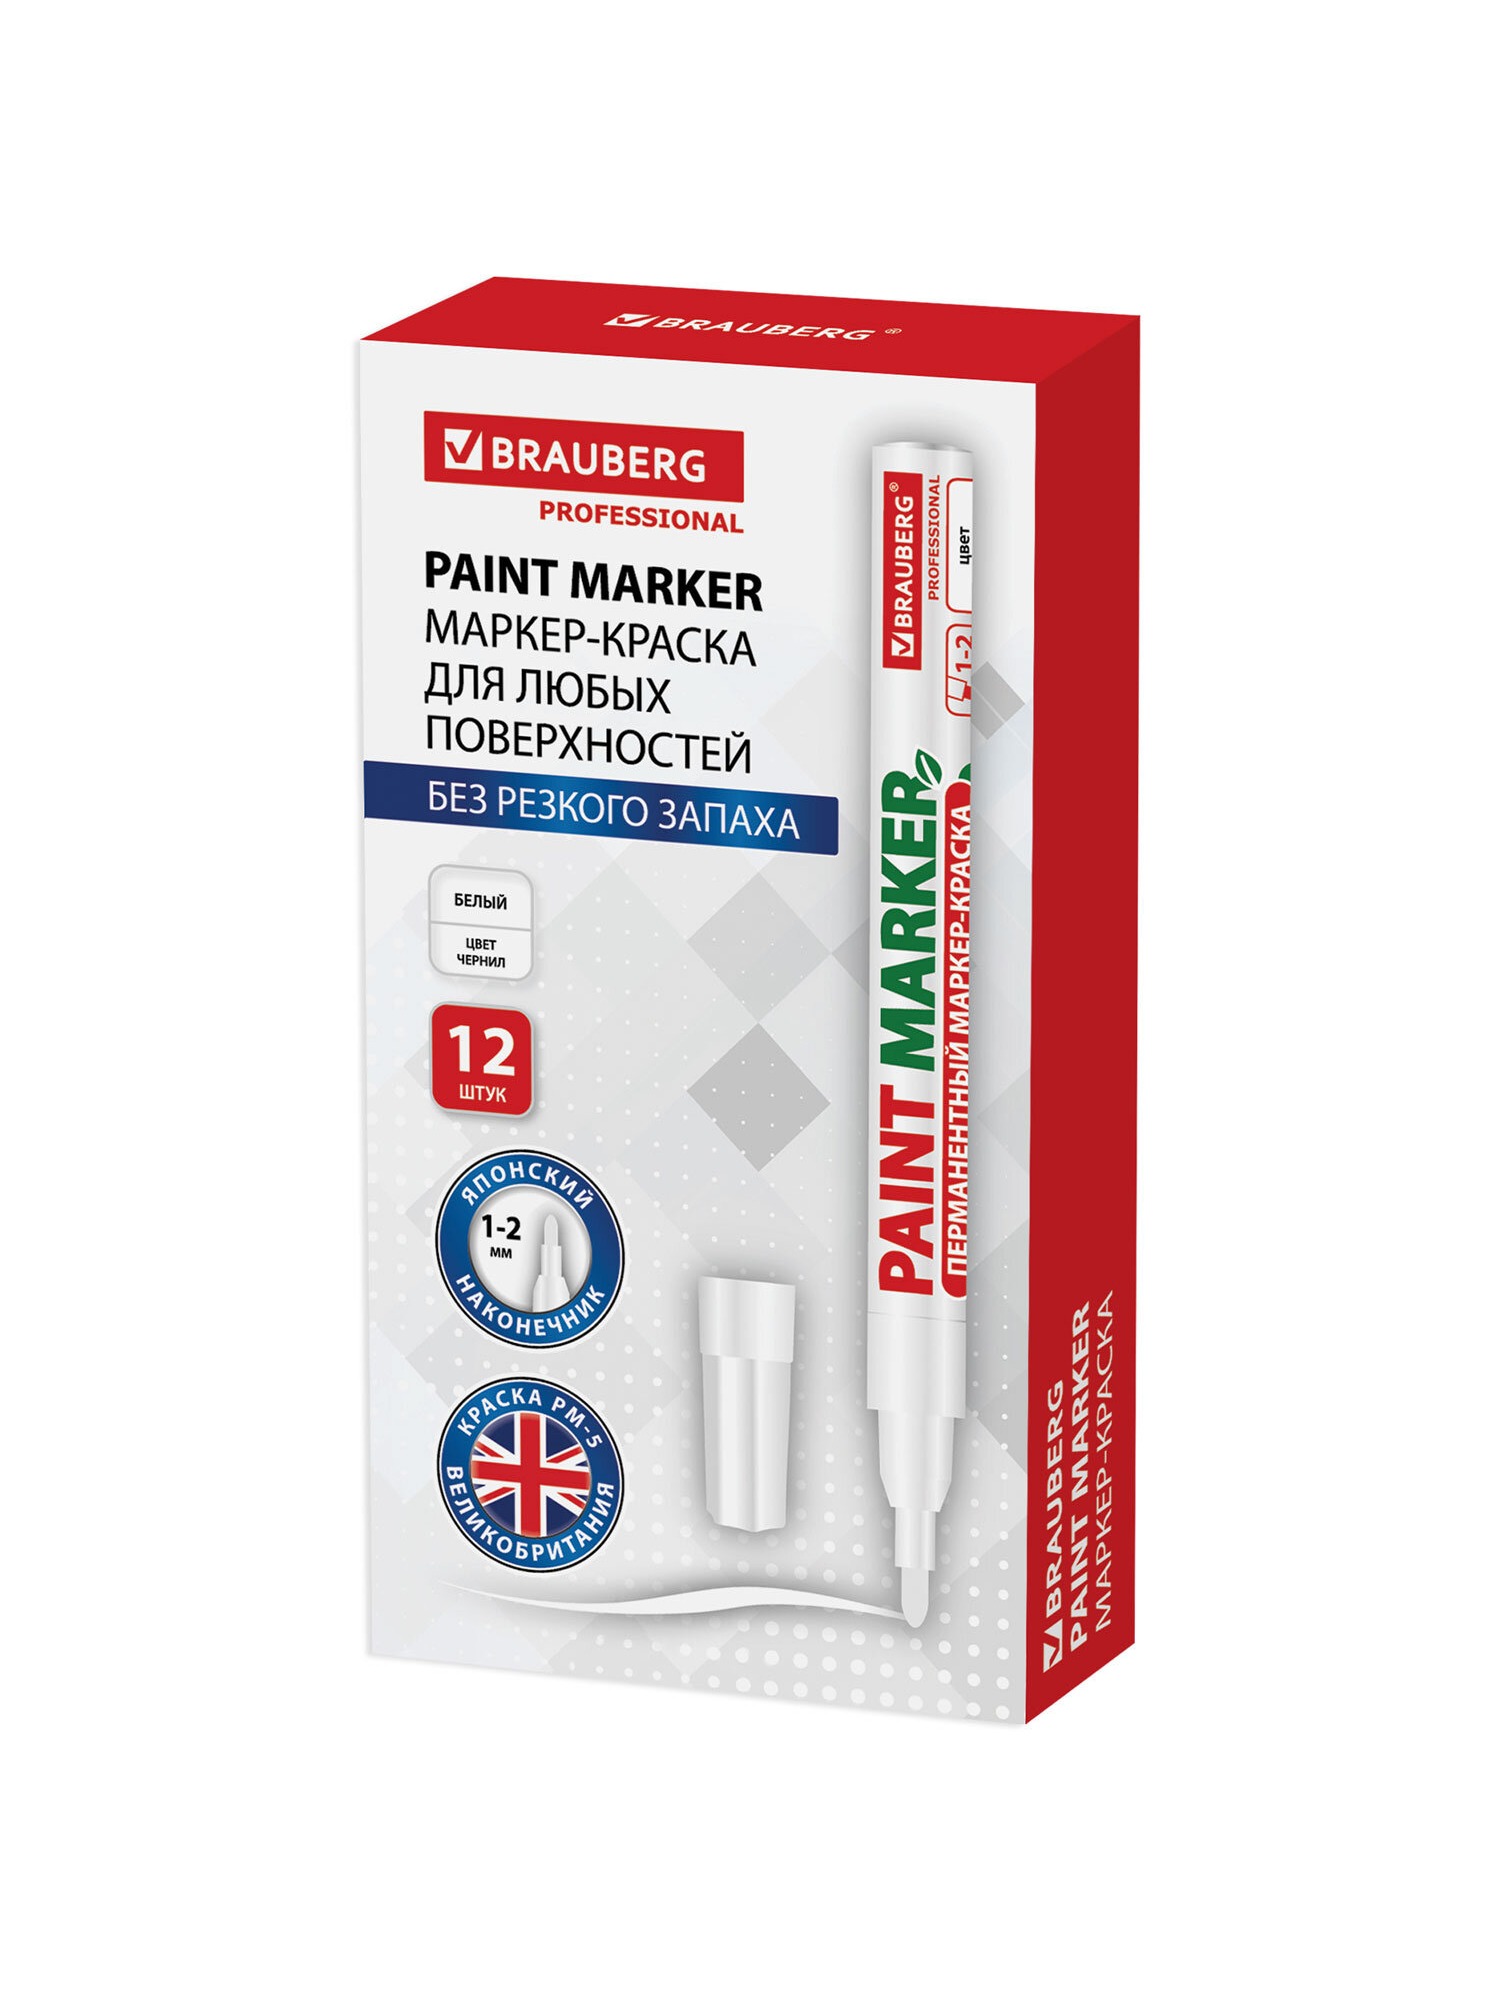 BRAUBERG®
BRAUBERG
PROFESSIONAL
PAINT MARKER
МАРКЕР-КРАСКА
ДЛЯ ЛЮБЫХ
ПОВЕРХНОСТЕЙ
БЕЗ РЕЗКОГО ЗАПАХА
БЕЛЫЙ
ЦВЕТ
ЧЕРНИЛ
12
ШТУК
ЯПОНСКИЙ
1-2
ММ
НАКОНЕЧНИК
КРАСКА PM-5
ВЕЛИКОБРИТАНИЯ
BRAUBERG®
PROFESSIONAL
цвет
1-2
PAINT MARKER
ПЕРМАНЕНТНЫЙ МАРКЕР-КРАСКА
BRAUBERG
PAINT MARKER
МАРКЕР-КРАСКА